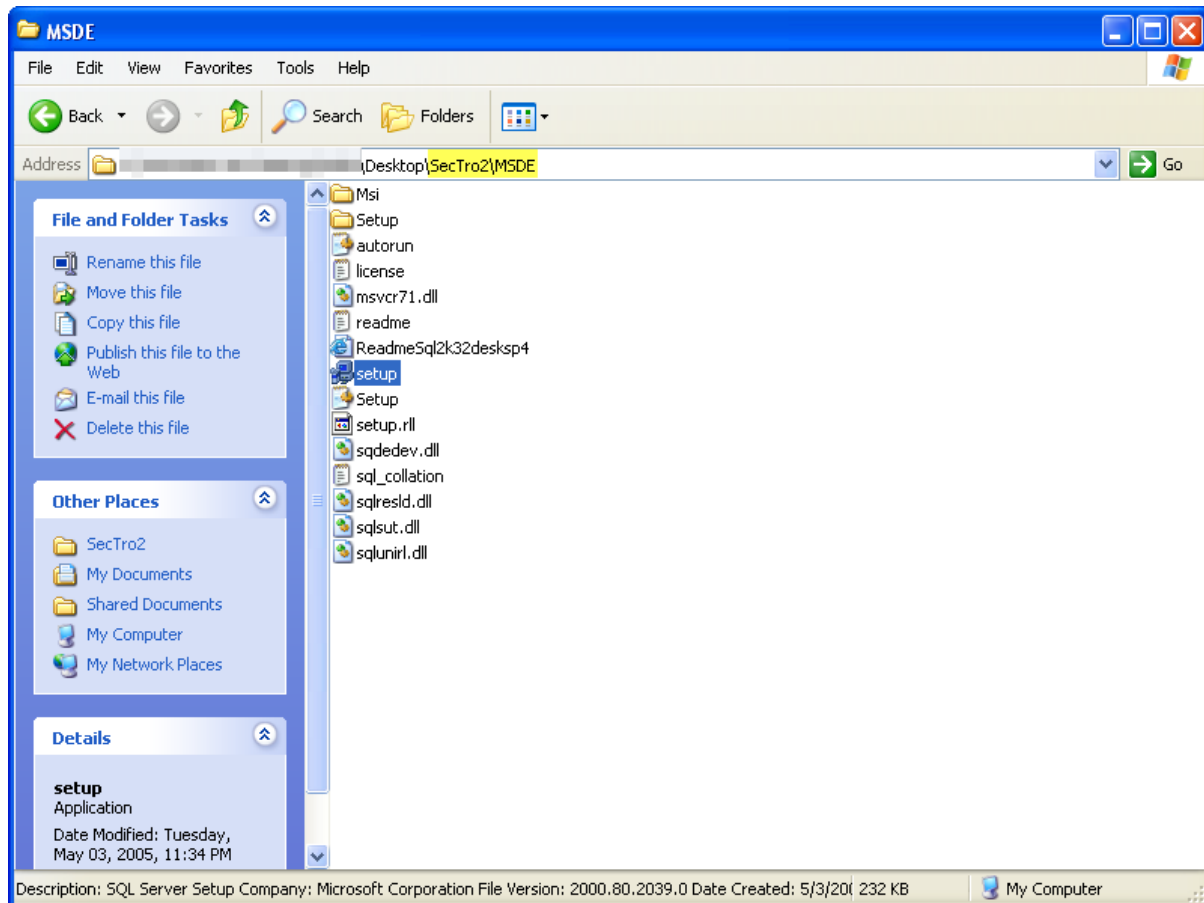 MSDE
File Edit View Favorites Tools Help
Back Search Folders
Address \Desktop\SecTro2\MSDE Go
File and Folder Tasks
Rename this file
Move this file
Copy this file
Publish this file to the
Web
E-mail this file
Delete this file
Other Places
SecTro2
My Documents
Shared Documents
My Computer
My Network Places
Details
setup
Application
Date Modified: Tuesday,
May 03, 2005, 11:34 PM
Msi
Setup
autorun
license
msvcr71.dll
readme
ReadmeSql2k32desksp4
setup
Setup
setup.rll
sqdedev.dll
sql_collation
sqlresld.dll
sqlsut.dll
sqlunirl.dll
Description: SQL Server Setup Company: Microsoft Corporation File Version: 2000.80.2039.0 Date Created: 5/3/20 232 KB My Computer